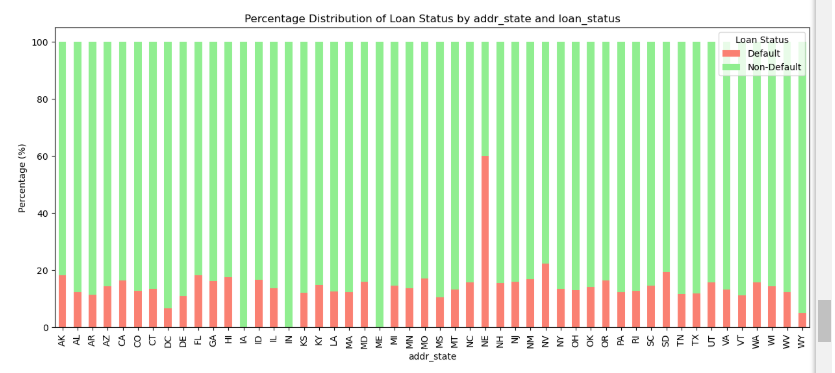 Percentage Distribution of Loan Status by addr_state and loan_status
Loan Status
Default
Non-Default
Percentage (%)
100
80
60
40
20
0
AK AL AR AZ CA CO CT DC DE FL GA HI IA ID IL IN KS KY LA MA MD ME MI MN MO MS MT NC NE NH NJ NM NV NY OH OK OR PA RI SC SD TN TX UT VA VT WA WI WV WY
addr_state